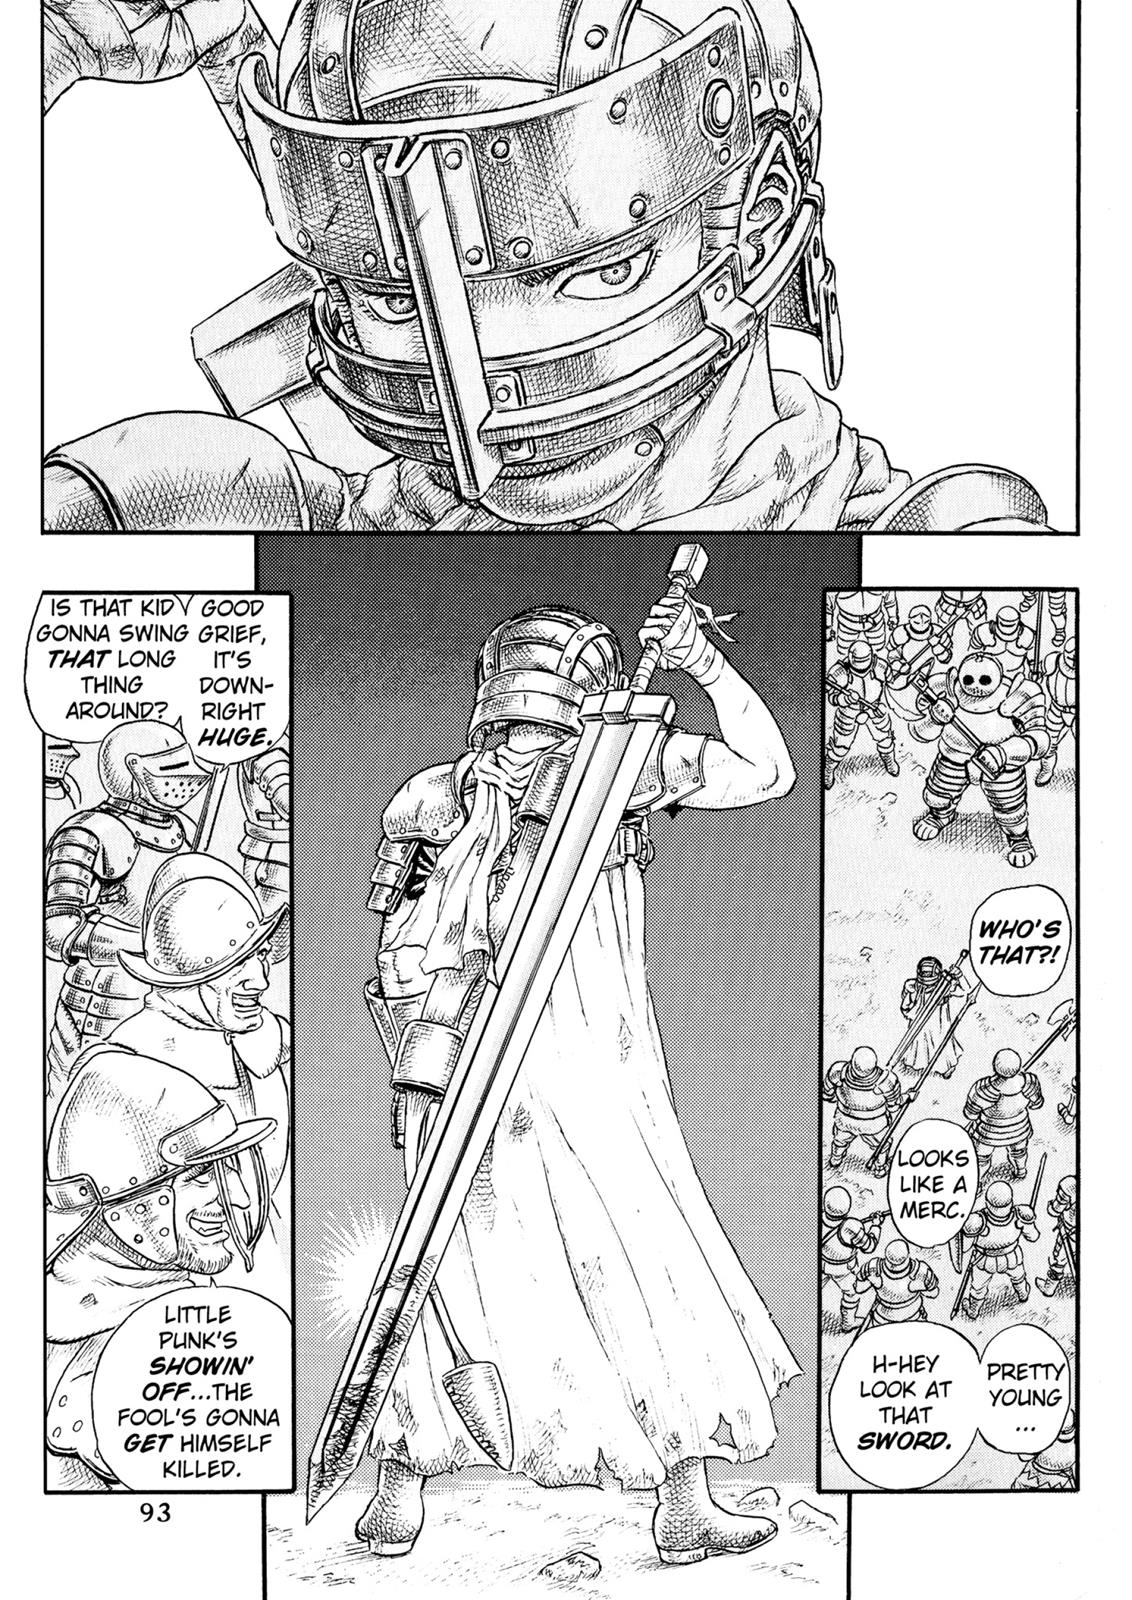 WHO'S
THAT?!
LOOKS
LIKE A
MERC.
PRETTY
YOUNG
...
H-HEY
LOOK AT
THAT
SWORD.
GOOD
GRIEF,
IT'S
DOWN-
RIGHT
HUGE.
IS THAT KID
GONNA SWING
THAT LONG
THING
AROUND?
LITTLE
PUNK'S
SHOWIN'
OFF...THE
FOOL'S GONNA
GET HIMSELF
KILLED.
93